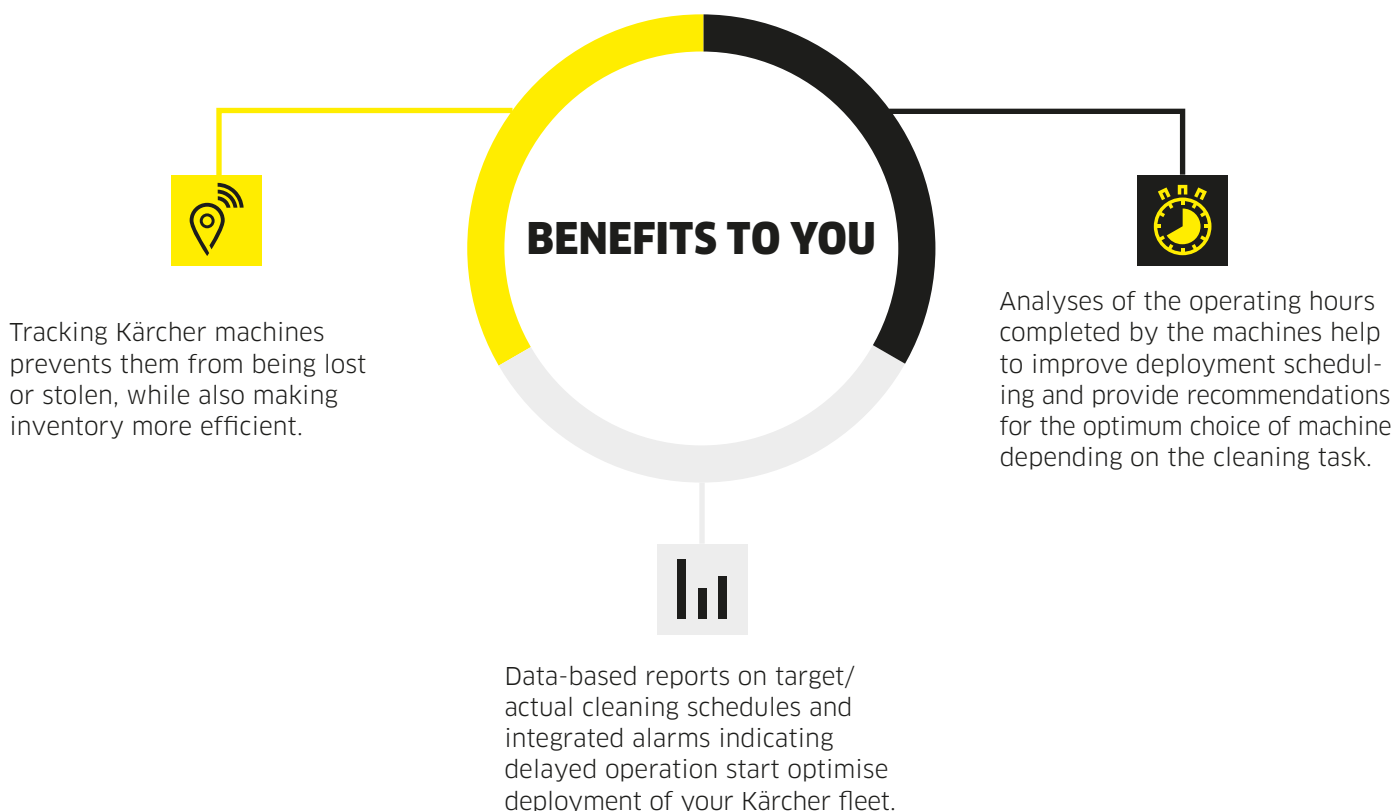 BENEFITS TO YOU
Tracking Kärcher machines
prevents them from being lost
or stolen, while also making
inventory more efficient.
Analyses of the operating hours
completed by the machines help
to improve deployment schedul-
ing and provide recommendations
for the optimum choice of machine
depending on the cleaning task.
Data-based reports on target/
actual cleaning schedules and
integrated alarms indicating
delayed operation start optimise
deployment of your Kärcher fleet.